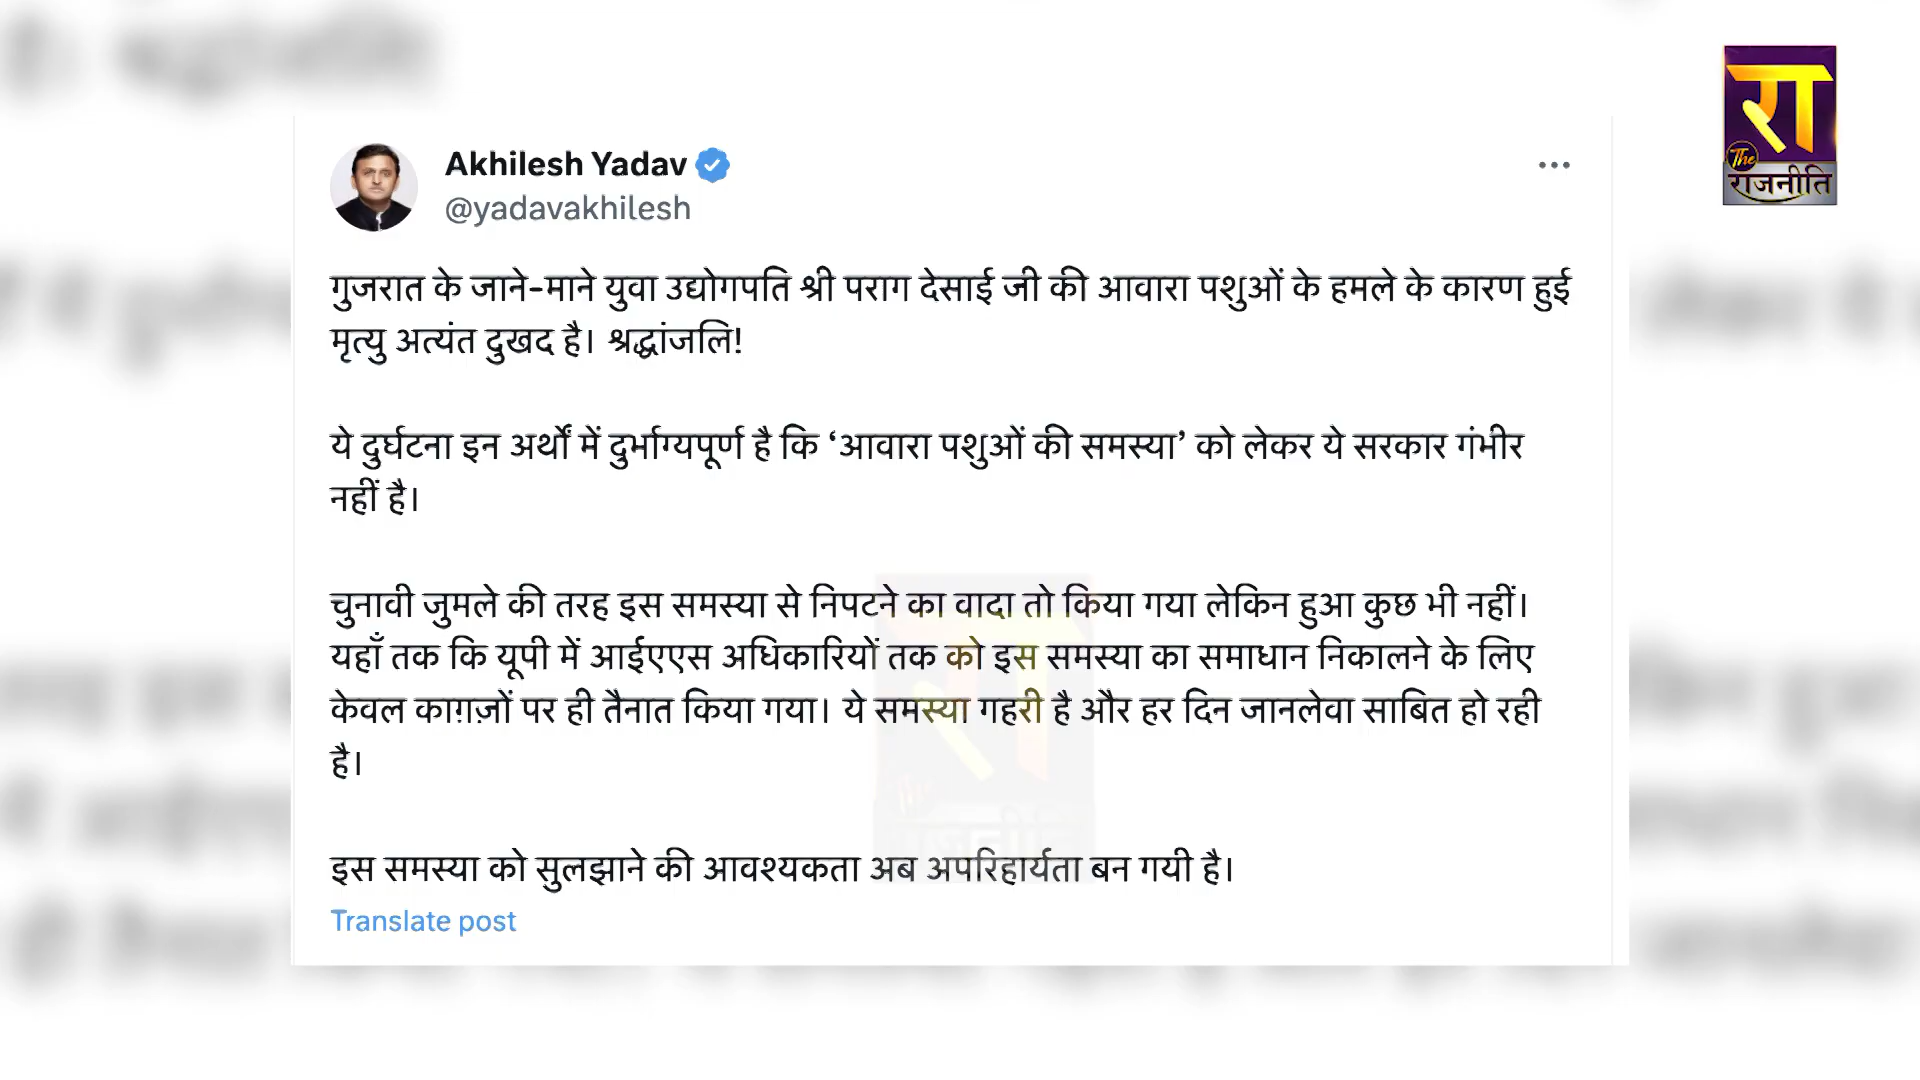 Akhilesh Yadav
@yadavakhilesh
गुजरात के जाने-माने युवा उद्योगपति श्री पराग देसाई जी की आवारा पशुओं के हमले के कारण हुई
मृत्यु अत्यंत दुखद है। श्रद्धांजलि!
ये दुर्घटना इन अर्थों में दुर्भाग्यपूर्ण है कि ‘आवारा पशुओं की समस्या’ को लेकर ये सरकार गंभीर
नहीं है।
चुनावी जुमले की तरह इस समस्या से निपटने का वादा तो किया गया लेकिन हुआ कुछ भी नहीं।
यहाँ तक कि यूपी में आईएएस अधिकारियों तक को इस समस्या का समाधान निकालने के लिए
केवल काग़ज़ों पर ही तैनात किया गया। ये समस्या गहरी है और हर दिन जानलेवा साबित हो रही
है।
इस समस्या को सुलझाने की आवश्यकता अब अपरिहार्यता बन गयी है।
Translate post
रा
The
राजनीति